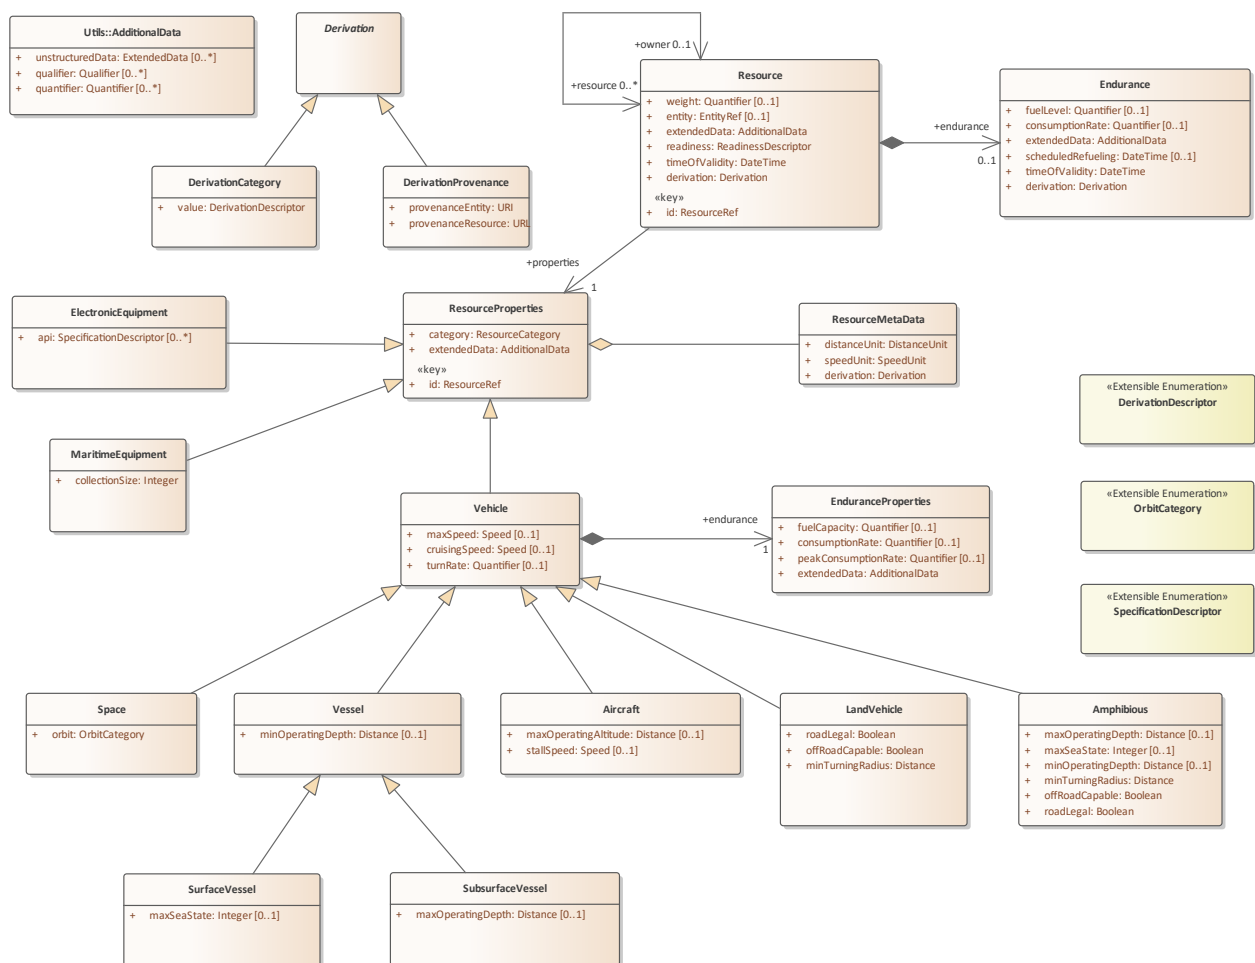 Utils::AdditionalData
+ unstructuredData: ExtendedData [0..*]
+ qualifier: Qualifier [0..*]
+ quantifier: Quantifier [0..*]
Derivation
+owner 0..1
+resource 0..*
Resource
+ weight: Quantifier [0..1]
+ entity: EntityRef [0..1]
+ extendedData: AdditionalData
+ readiness: ReadinessDescriptor
+ timeOfValidity: DateTime
+ derivation: Derivation
«key»
+ id: ResourceRef
+endurance
0..1
Endurance
+ fuelLevel: Quantifier [0..1]
+ consumptionRate: Quantifier [0..1]
+ extendedData: AdditionalData
+ scheduledRefueling: DateTime [0..1]
+ timeOfValidity: DateTime
+ derivation: Derivation
DerivationCategory
+ value: DerivationDescriptor
DerivationProvenance
+ provenanceEntity: URI
+ provenanceResource: URL
+properties
1
ElectronicEquipment
+ api: SpecificationDescriptor [0..*]
ResourceProperties
+ category: ResourceCategory
+ extendedData: AdditionalData
«key»
+ id: ResourceRef
ResourceMetaData
+ distanceUnit: DistanceUnit
+ speedUnit: SpeedUnit
+ derivation: Derivation
«Extensible Enumeration»
DerivationDescriptor
MaritimeEquipment
+ collectionSize: Integer
Vehicle
+ maxSpeed: Speed [0..1]
+ cruisingSpeed: Speed [0..1]
+ turnRate: Quantifier [0..1]
+endurance
1
EnduranceProperties
+ fuelCapacity: Quantifier [0..1]
+ consumptionRate: Quantifier [0..1]
+ peakConsumptionRate: Quantifier [0..1]
+ extendedData: AdditionalData
«Extensible Enumeration»
OrbitCategory
«Extensible Enumeration»
SpecificationDescriptor
Space
+ orbit: OrbitCategory
Vessel
+ minOperatingDepth: Distance [0..1]
Aircraft
+ maxOperatingAltitude: Distance [0..1]
+ stallSpeed: Speed [0..1]
LandVehicle
+ roadLegal: Boolean
+ offRoadCapable: Boolean
+ minTurningRadius: Distance
Amphibious
+ maxOperatingDepth: Distance [0..1]
+ maxSeaState: Integer [0..1]
+ minOperatingDepth: Distance [0..1]
+ minTurningRadius: Distance
+ offRoadCapable: Boolean
+ roadLegal: Boolean
SurfaceVessel
+ maxSeaState: Integer [0..1]
SubsurfaceVessel
+ maxOperatingDepth: Distance [0..1]